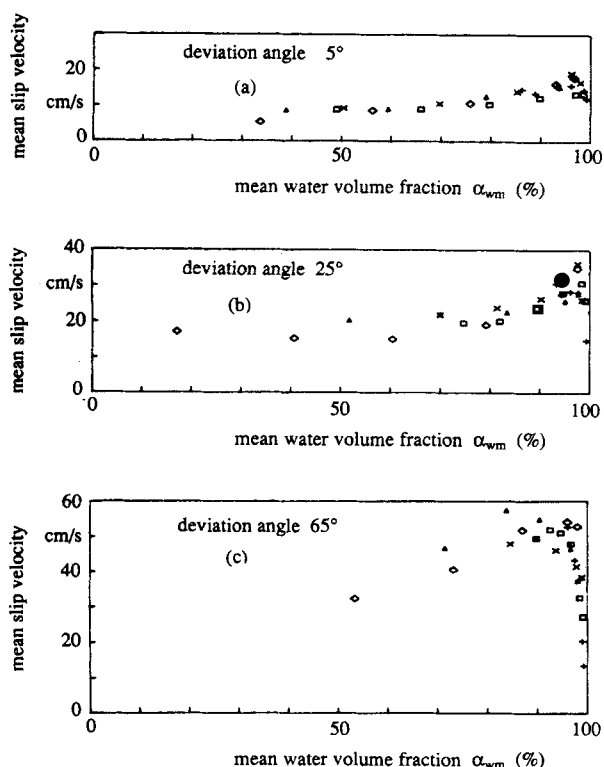 mean slip velocity
20
cm/s
0
deviation angle 5°
(a)
0
50
100
mean water volume fraction αwm (%)
mean slip velocity
40
cm/s
20
0
deviation angle 25°
(b)
0
50
100
mean water volume fraction αwm (%)
mean slip velocity
60
cm/s
40
20
0
deviation angle 65°
(c)
0
50
100
mean water volume fraction αwm (%)